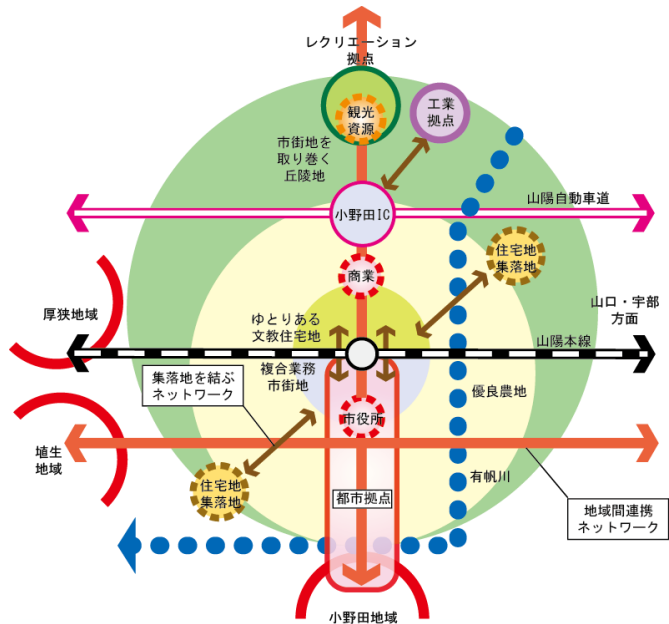 レクリエーション
拠点
観光
資源
工業
拠点
市街地を
取り巻く
丘陵地
山陽自動車道
小野田IC
住宅地
集落地
商業
厚狭地域
山口・宇部
方面
ゆとりある
文教住宅地
山陽本線
複合業務
市街地
集落地を結ぶ
ネットワーク
優良農地
市役所
埴生
地域
有帆川
住宅地
集落地
都市拠点
地域間連携
ネットワーク
小野田地域